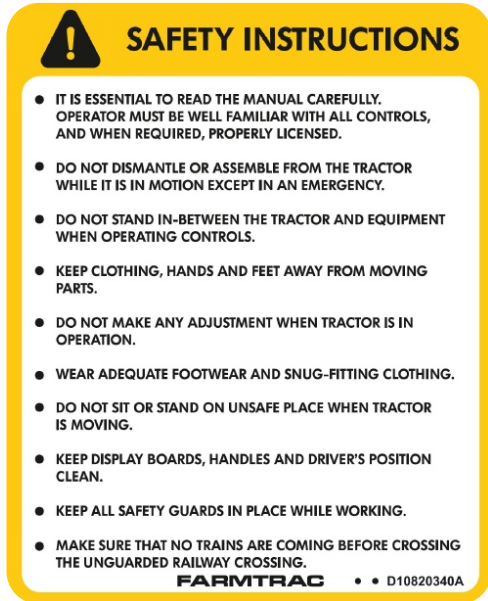 SAFETY INSTRUCTIONS
● IT IS ESSENTIAL TO READ THE MANUAL CAREFULLY.
OPERATOR MUST BE WELL FAMILIAR WITH ALL CONTROLS,
AND WHEN REQUIRED, PROPERLY LICENSED.
● DO NOT DISMANTLE OR ASSEMBLE FROM THE TRACTOR
WHILE IT IS IN MOTION EXCEPT IN AN EMERGENCY.
● DO NOT STAND IN-BETWEEN THE TRACTOR AND EQUIPMENT
WHEN OPERATING CONTROLS.
● KEEP CLOTHING, HANDS AND FEET AWAY FROM MOVING
PARTS.
● DO NOT MAKE ANY ADJUSTMENT WHEN TRACTOR IS IN
OPERATION.
● WEAR ADEQUATE FOOTWEAR AND SNUG-FITTING CLOTHING.
● DO NOT SIT OR STAND ON UNSAFE PLACE WHEN TRACTOR
IS MOVING.
● KEEP DISPLAY BOARDS, HANDLES AND DRIVER'S POSITION
CLEAN.
● KEEP ALL SAFETY GUARDS IN PLACE WHILE WORKING.
● MAKE SURE THAT NO TRAINS ARE COMING BEFORE CROSSING
THE UNGUARDED RAILWAY CROSSING.
FARMTRAC ● ● D10820340A